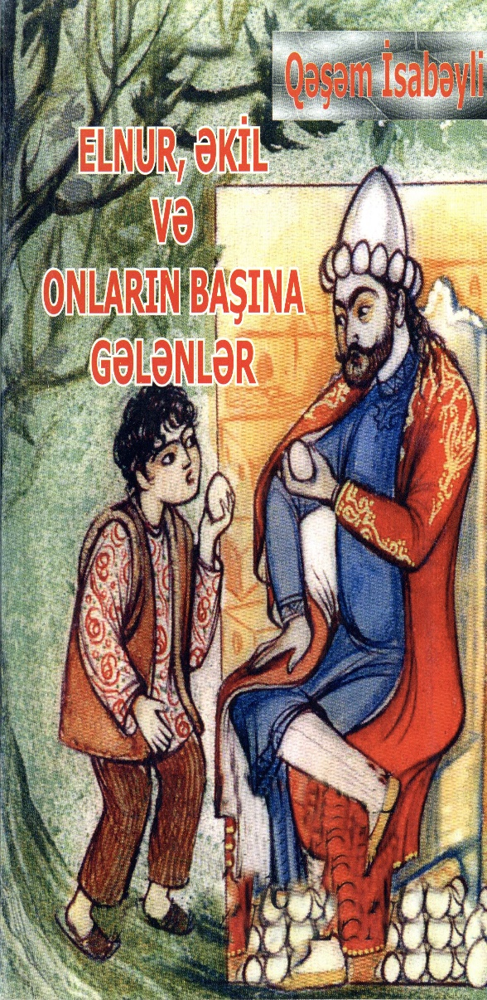 Qəşəm İsabəyli
ELNUR, ƏKİL
VƏ
ONLARIN BAŞINA
GƏLƏNLƏR